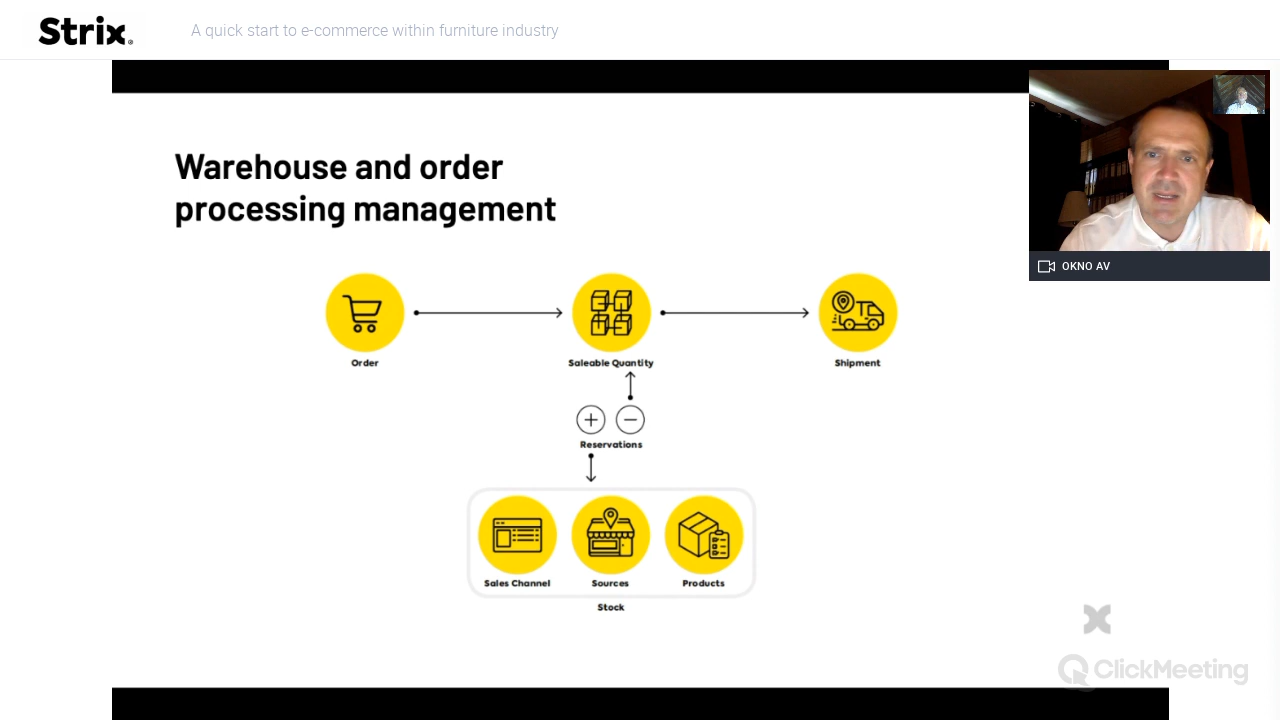 Strix
A quick start to e-commerce within furniture industry
Warehouse and order
processing management
OKNO AV
Order
Saleable Quantity
Shipment
Reservations
Sales Channel
Sources
Products
Stock
ClickMeeting